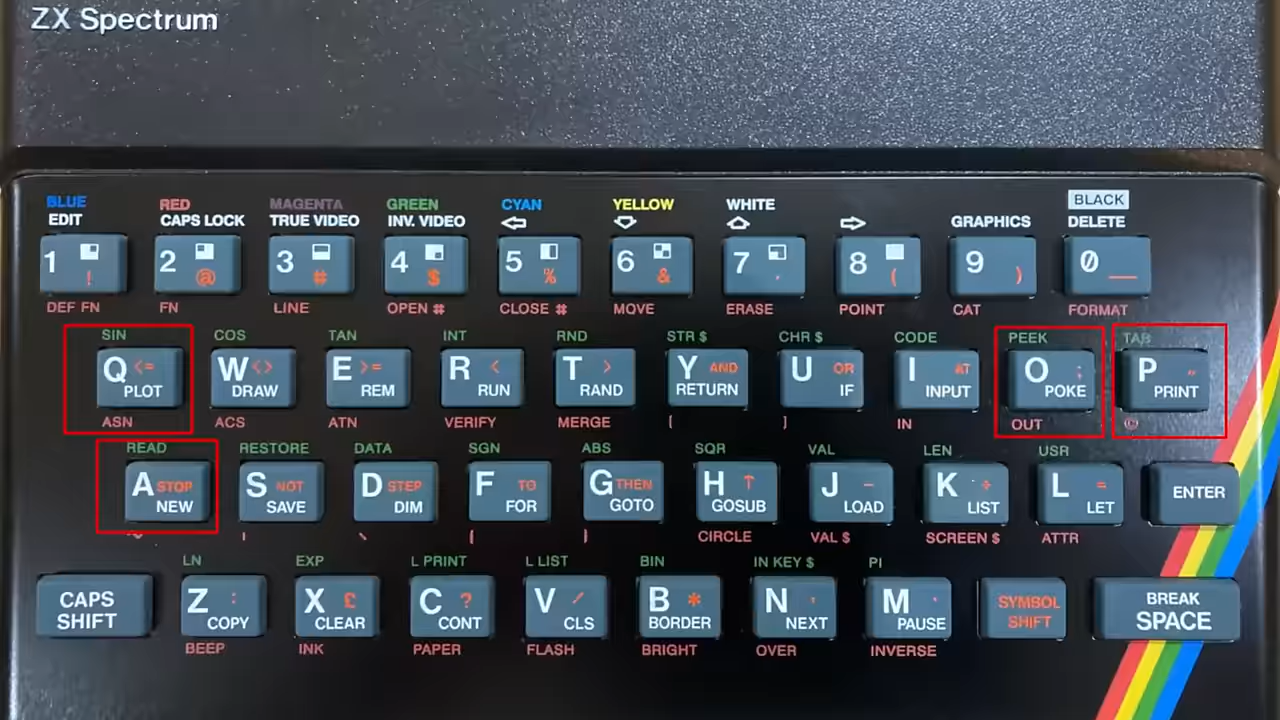 ZX Spectrum
BLUE RED MAGENTA GREEN CYAN YELLOW WHITE BLACK
EDIT CAPS LOCK TRUE VIDEO INV. VIDEO GRAPHICS DELETE
1 ! 2 @ 3 # 4 $ 5 % 6 & 7 8 ( 9 ) 0 _
DEF FN FN LINE OPEN # CLOSE # MOVE ERASE POINT CAT FORMAT
SIN COS TAN INT RND STR $ CHR $ CODE PEEK TAB
Q <= W <> E >= R < T > Y AND U OR I AT O ; P "
PLOT DRAW REM RUN RAND RETURN IF INPUT POKE PRINT
ASN ACS ATN VERIFY MERGE [ ] IN OUT ©
READ RESTORE DATA SGN ABS SQR VAL LEN USR
A STOP S NOT D STEP F TO G THEN H ↑ J − K + L = ENTER
NEW SAVE DIM FOR GOTO GOSUB LOAD LIST LET
~ | \ { } CIRCLE VAL $ SCREEN $ ATTR
LN EXP L PRINT L LIST BIN IN KEY $ PI
CAPS SHIFT Z : X £ C ? V / B * N , M . SYMBOL SHIFT BREAK SPACE
COPY CLEAR CONT CLS BORDER NEXT PAUSE
BEEP INK PAPER FLASH BRIGHT OVER INVERSE